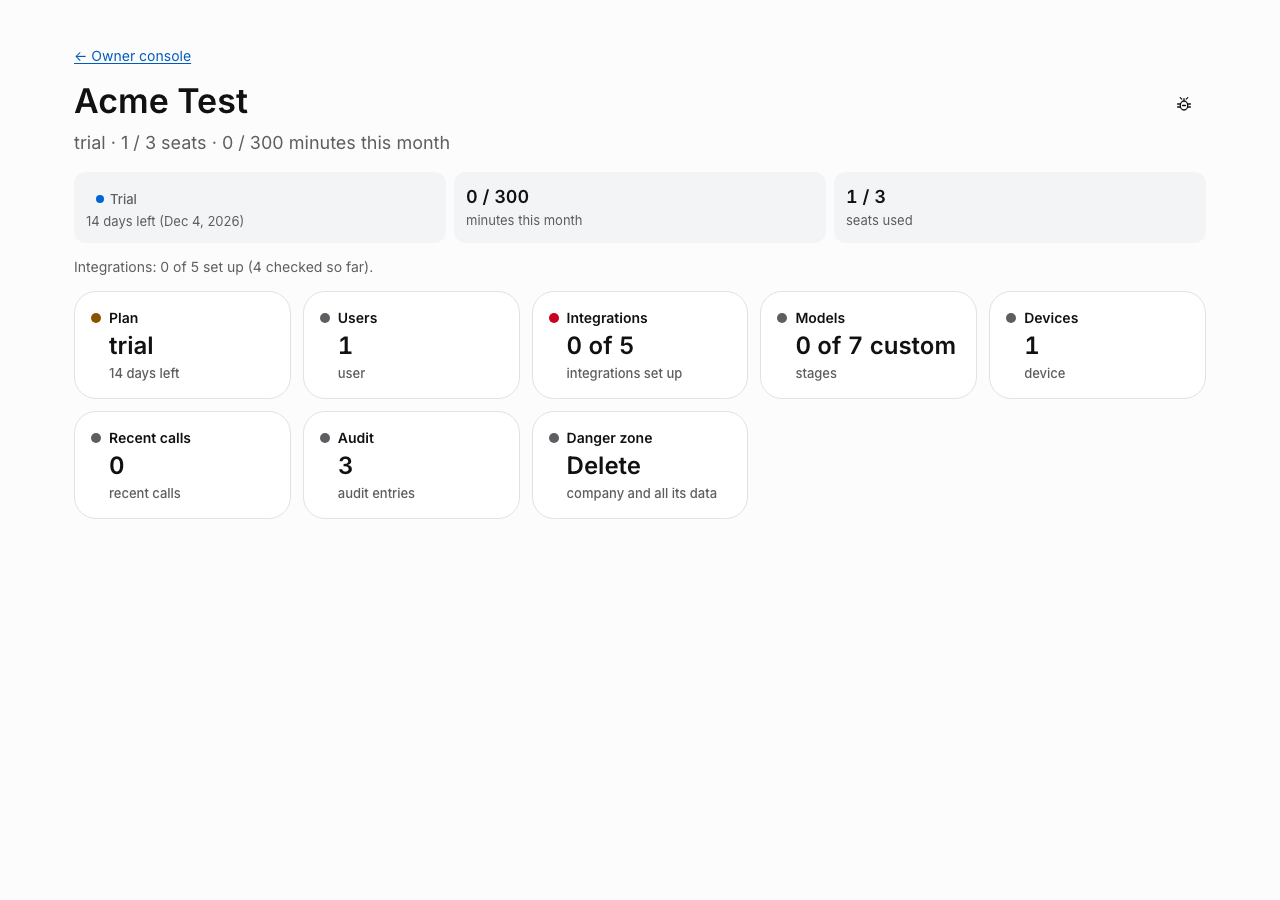 ← Owner console
Acme Test
trial · 1 / 3 seats · 0 / 300 minutes this month
Trial
14 days left (Dec 4, 2026)
0 / 300
minutes this month
1 / 3
seats used
Integrations: 0 of 5 set up (4 checked so far).
Plan
trial
14 days left
Users
1
user
Integrations
0 of 5
integrations set up
Models
0 of 7 custom
stages
Devices
1
device
Recent calls
0
recent calls
Audit
3
audit entries
Danger zone
Delete
company and all its data